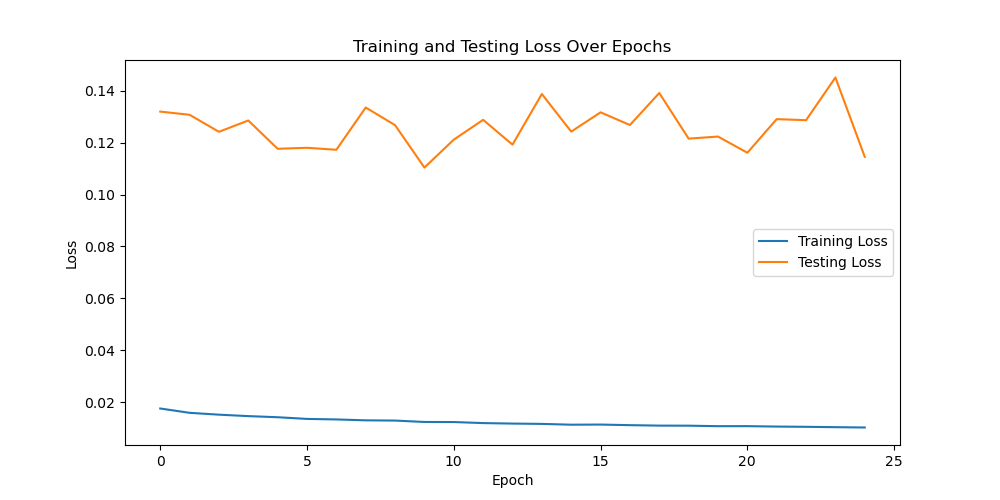 Training and Testing Loss Over Epochs
0.14
0.12
0.10
0.08
0.06
0.04
0.02
Loss
Training Loss
Testing Loss
0 5 10 15 20 25
Epoch